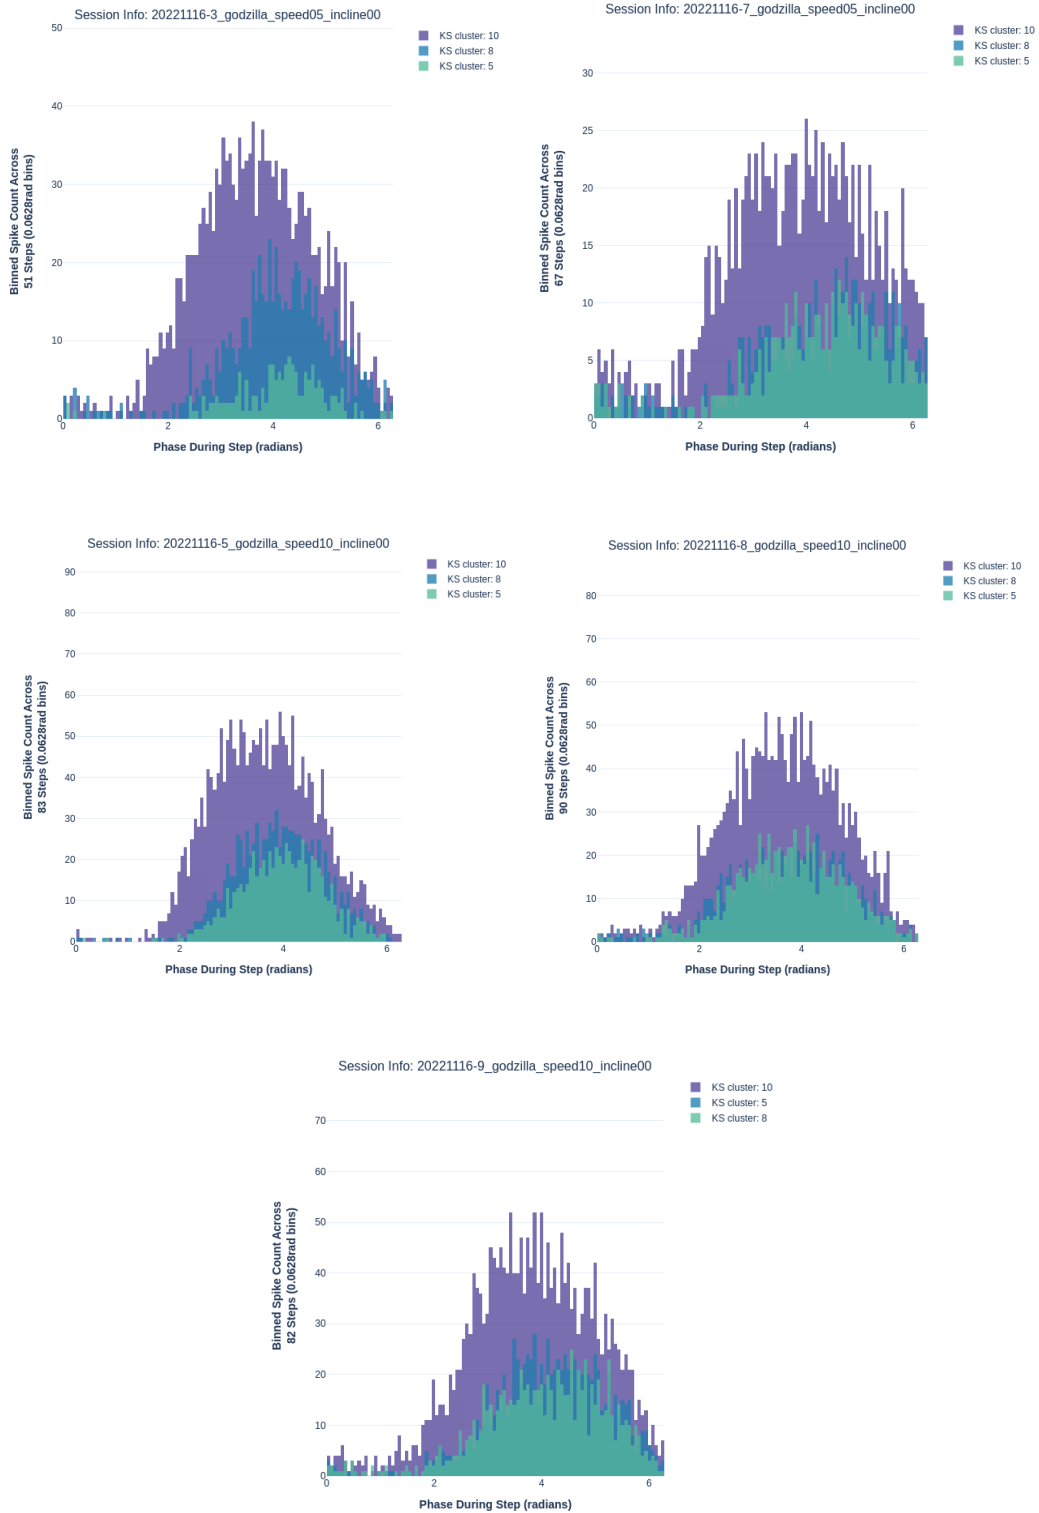 Session Info: 20221116-3_godzilla_speed05_incline00
KS cluster: 10
KS cluster: 8
KS cluster: 5
50
40
30
20
10
0
Binned Spike Count Across
51 Steps (0.0628rad bins)
0
2
4
6
Phase During Step (radians)
Session Info: 20221116-7_godzilla_speed05_incline00
KS cluster: 10
KS cluster: 8
KS cluster: 5
30
25
20
15
10
5
0
Binned Spike Count Across
67 Steps (0.0628rad bins)
0
2
4
6
Phase During Step (radians)
Session Info: 20221116-5_godzilla_speed10_incline00
KS cluster: 10
KS cluster: 8
KS cluster: 5
90
80
70
60
50
40
30
20
10
0
Binned Spike Count Across
83 Steps (0.0628rad bins)
0
2
4
6
Phase During Step (radians)
Session Info: 20221116-8_godzilla_speed10_incline00
KS cluster: 10
KS cluster: 8
KS cluster: 5
80
70
60
50
40
30
20
10
0
Binned Spike Count Across
90 Steps (0.0628rad bins)
0
2
4
6
Phase During Step (radians)
Session Info: 20221116-9_godzilla_speed10_incline00
KS cluster: 10
KS cluster: 5
KS cluster: 8
70
60
50
40
30
20
10
0
Binned Spike Count Across
82 Steps (0.0628rad bins)
0
2
4
6
Phase During Step (radians)